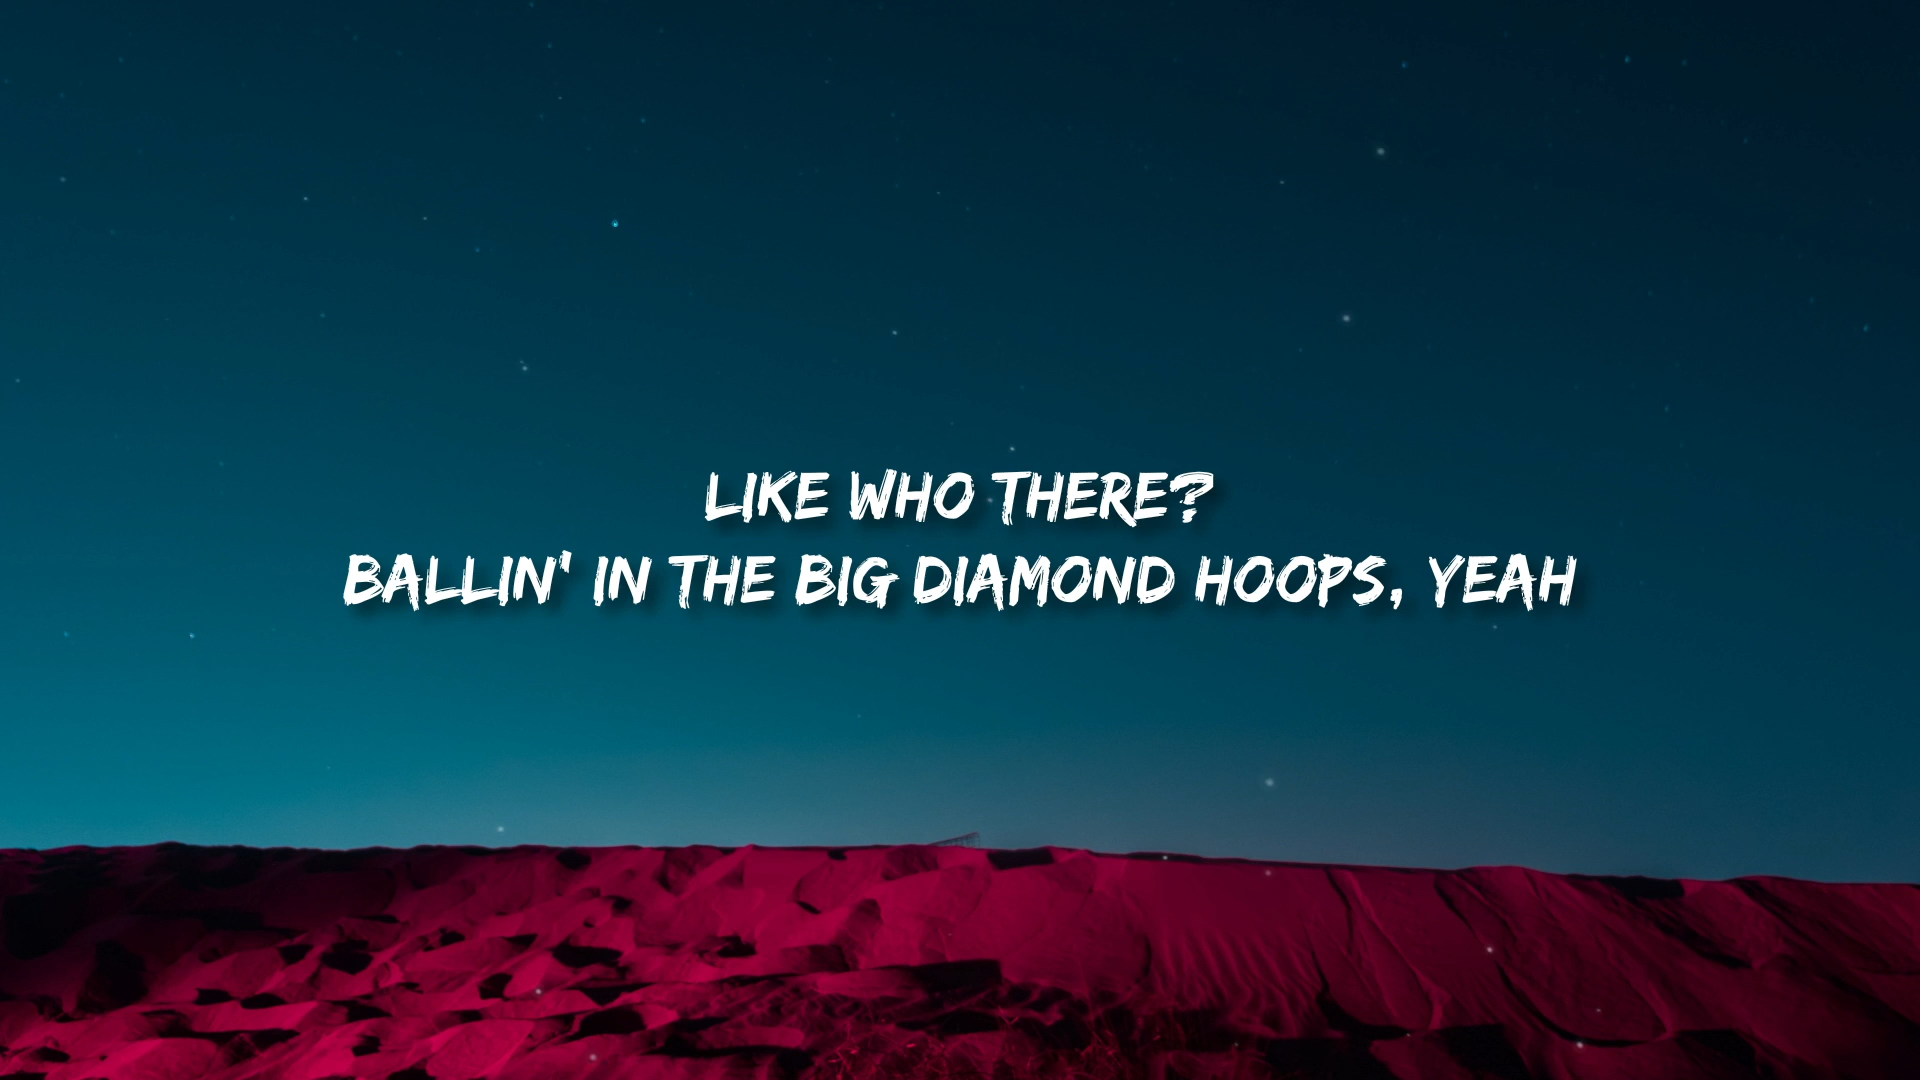 LIKE WHO THERE?
BALLIN' IN THE BIG DIAMOND HOOPS, YEAH